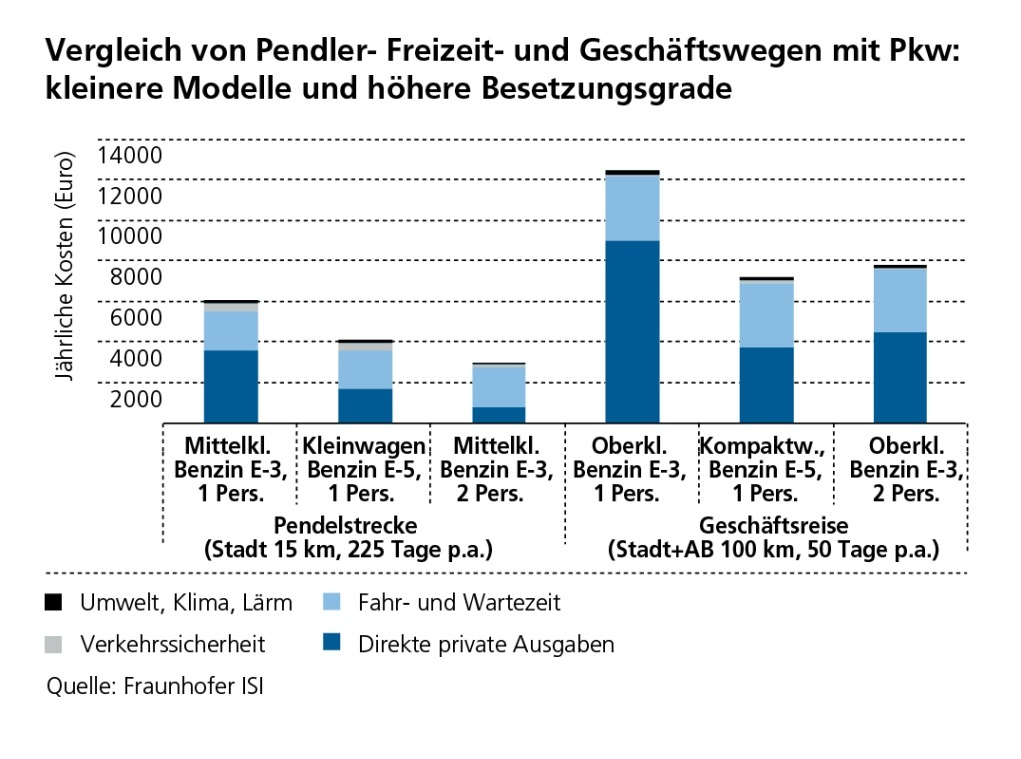 Vergleich von Pendler- Freizeit- und Geschäftswegen mit Pkw:
kleinere Modelle und höhere Besetzungsgrade
Jährliche Kosten (Euro)
14000
12000
10000
8000
6000
4000
2000
Mittelkl.
Benzin E-3,
1 Pers.
Kleinwagen
Benzin E-5,
1 Pers.
Mittelkl.
Benzin E-3,
2 Pers.
Oberkl.
Benzin E-3,
1 Pers.
Kompaktw.,
Benzin E-5,
1 Pers.
Oberkl.
Benzin E-3,
2 Pers.
Pendelstrecke
(Stadt 15 km, 225 Tage p.a.)
Geschäftsreise
(Stadt+AB 100 km, 50 Tage p.a.)
Umwelt, Klima, Lärm
Fahr- und Wartezeit
Verkehrssicherheit
Direkte private Ausgaben
Quelle: Fraunhofer ISI